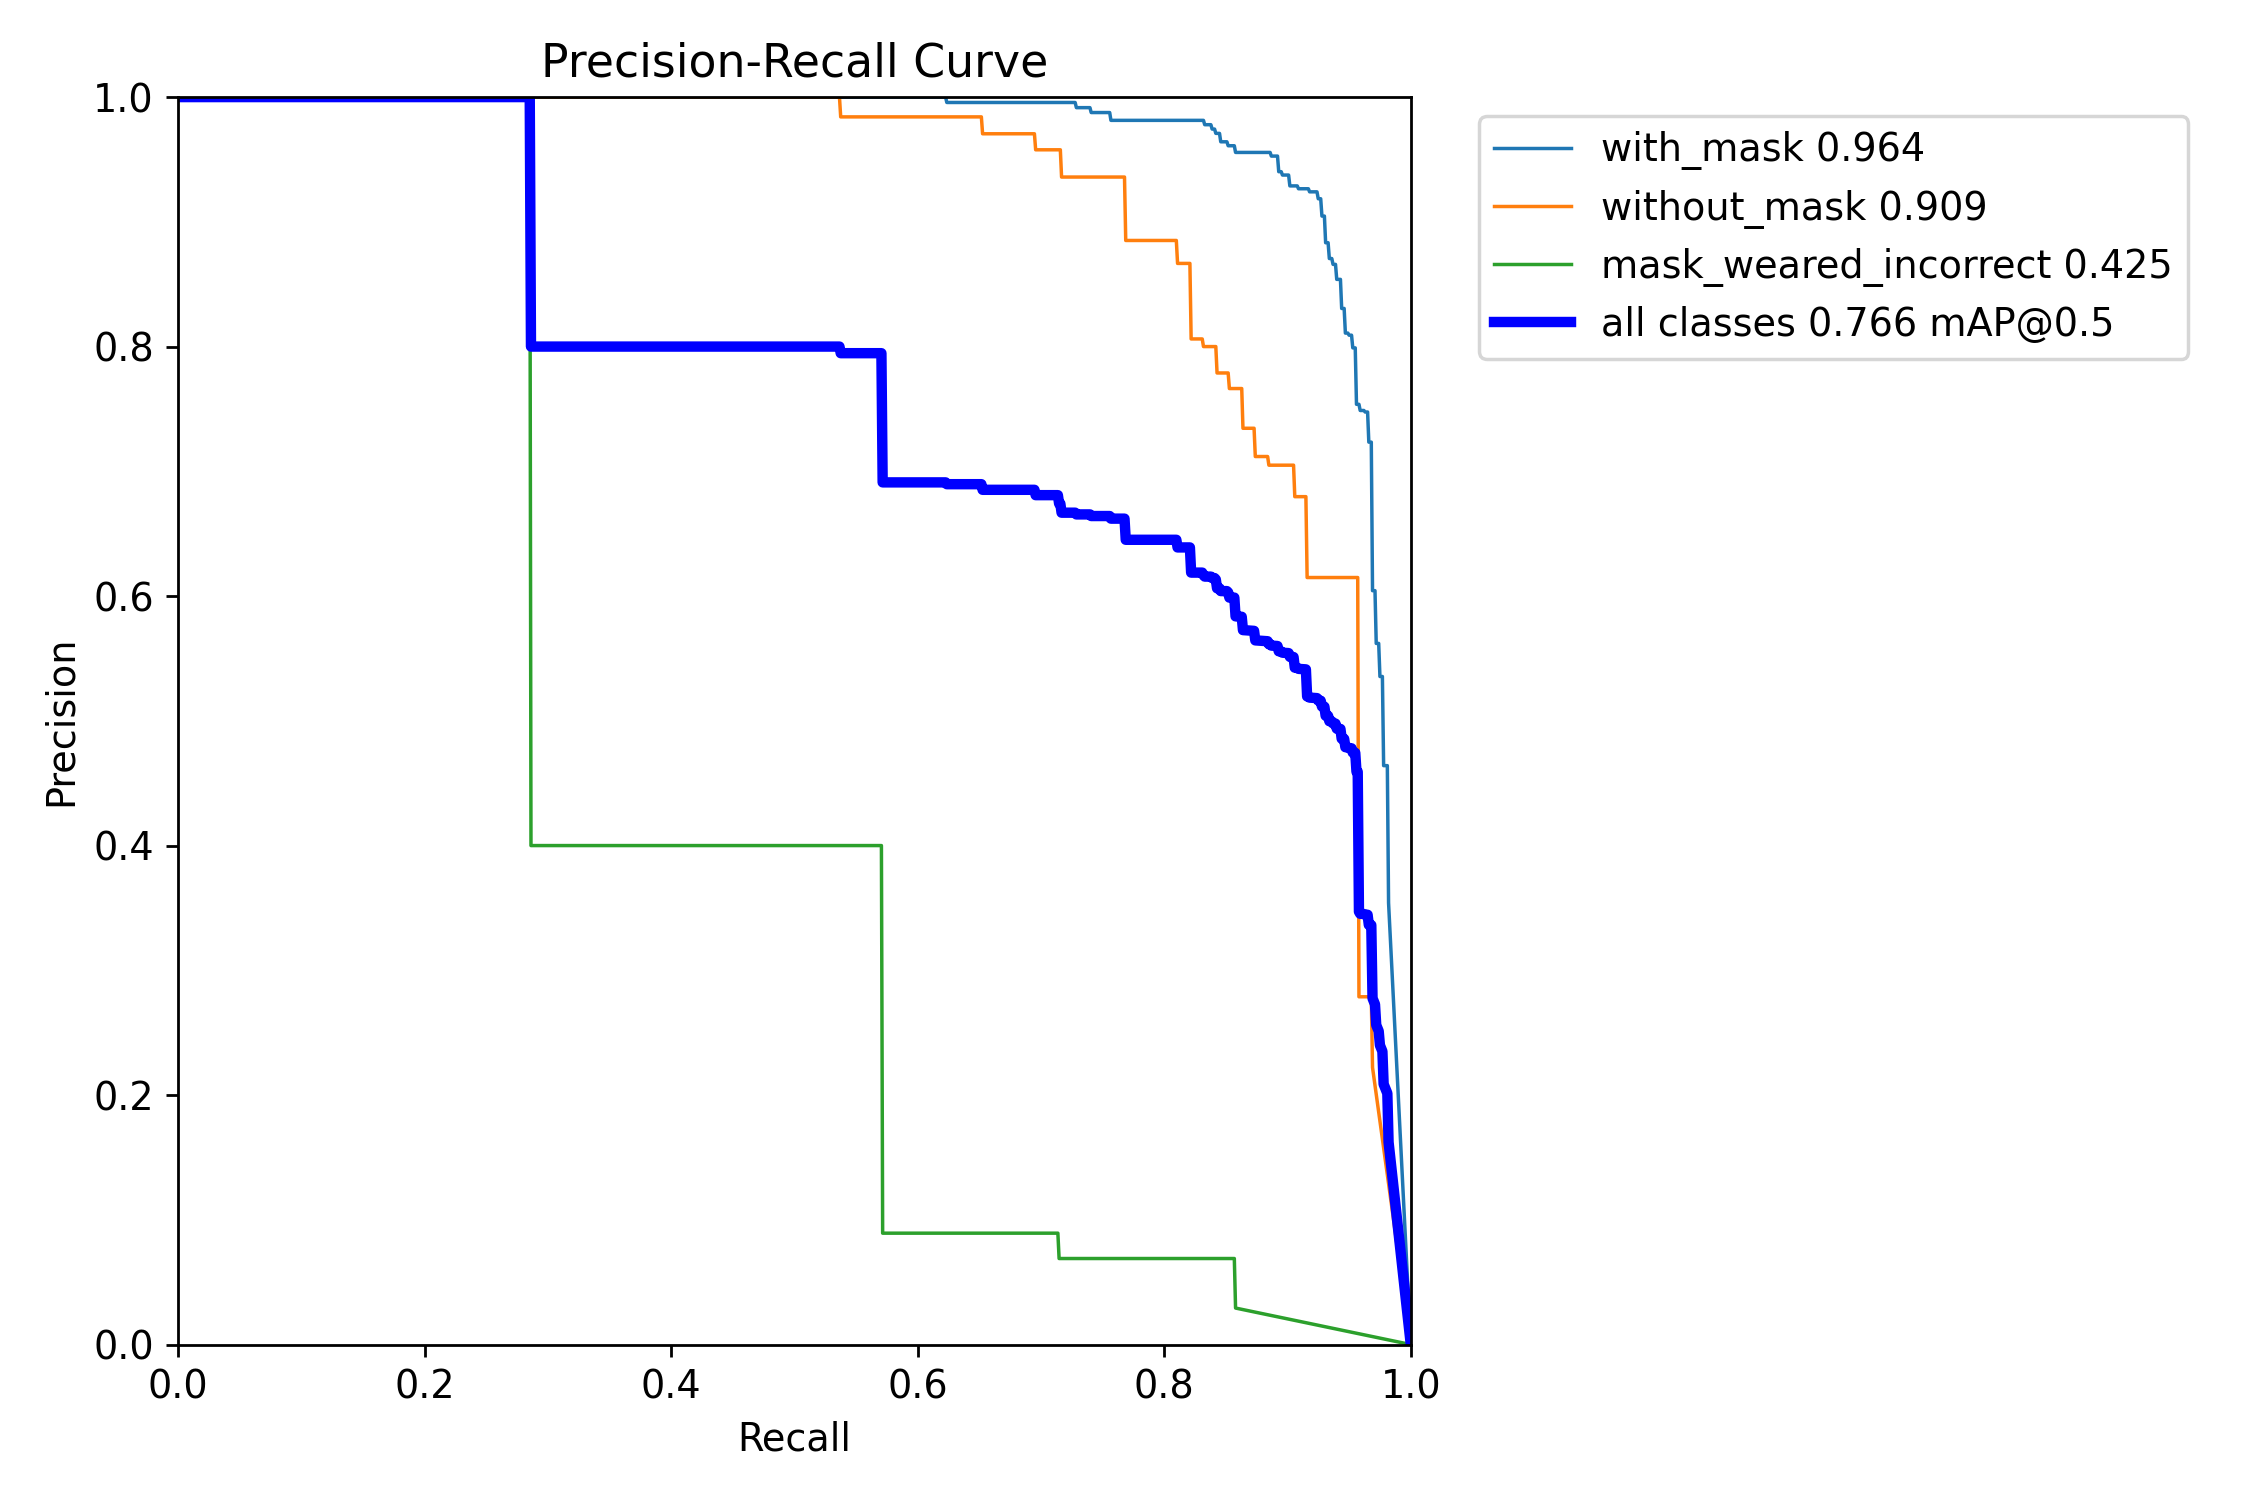 Precision-Recall Curve
1.0
0.8
0.6
0.4
0.2
0.0
Precision
0.0 0.2 0.4 0.6 0.8 1.0
Recall
with_mask 0.964
without_mask 0.909
mask_weared_incorrect 0.425
all classes 0.766 mAP@0.5